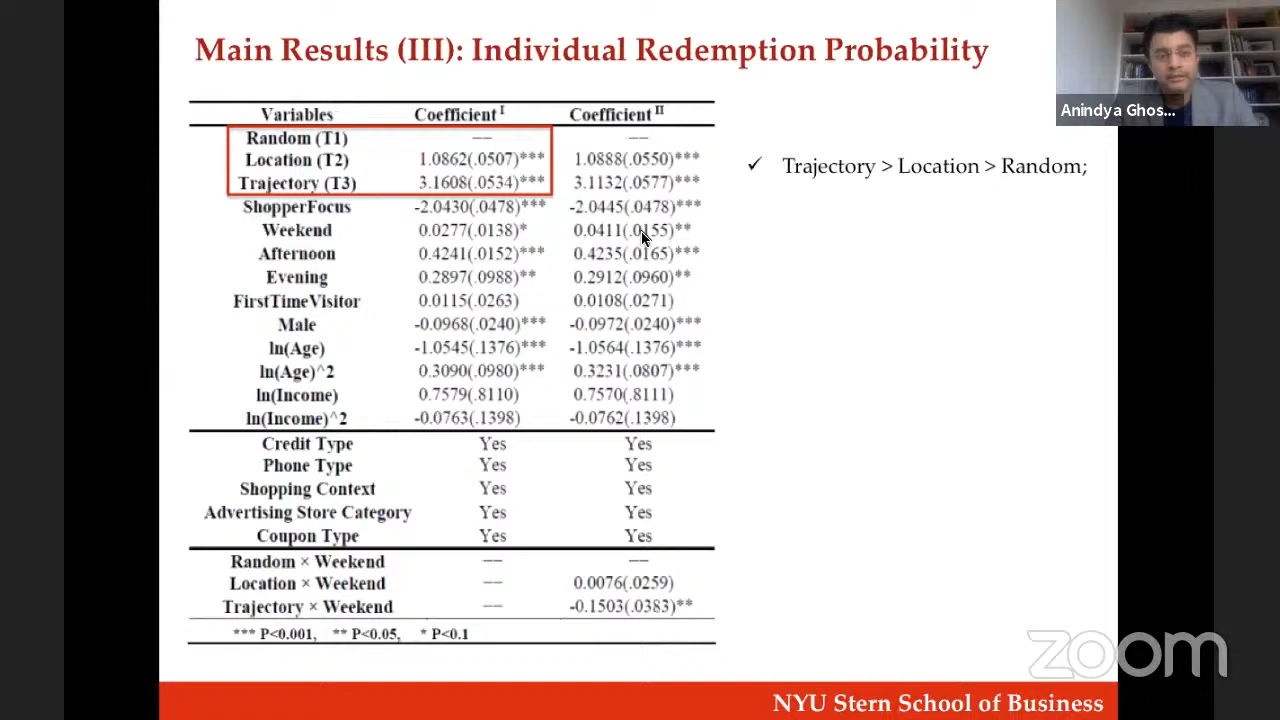 Main Results (III): Individual Redemption Probability
Anindya Ghos...
Variables Coefficient I Coefficient II
Random (T1) — —
Location (T2) 1.0862(.0507)*** 1.0888(.0550)***
Trajectory (T3) 3.1608(.0534)*** 3.1132(.0577)***
ShopperFocus -2.0430(.0478)*** -2.0445(.0478)***
Weekend 0.0277(.0138)* 0.0411(.0155)**
Afternoon 0.4241(.0152)*** 0.4235(.0165)***
Evening 0.2897(.0988)** 0.2912(.0960)**
FirstTimeVisitor 0.0115(.0263) 0.0108(.0271)
Male -0.0968(.0240)*** -0.0972(.0240)***
ln(Age) -1.0545(.1376)*** -1.0564(.1376)***
ln(Age)^2 0.3090(.0980)*** 0.3231(.0807)***
ln(Income) 0.7579(.8110) 0.7570(.8111)
ln(Income)^2 -0.0763(.1398) -0.0762(.1398)
Credit Type Yes Yes
Phone Type Yes Yes
Shopping Context Yes Yes
Advertising Store Category Yes Yes
Coupon Type Yes Yes
Random × Weekend — —
Location × Weekend — 0.0076(.0259)
Trajectory × Weekend — -0.1503(.0383)**
*** P<0.001, ** P<0.05, * P<0.1
✓ Trajectory > Location > Random;
zoom
NYU Stern School of Business